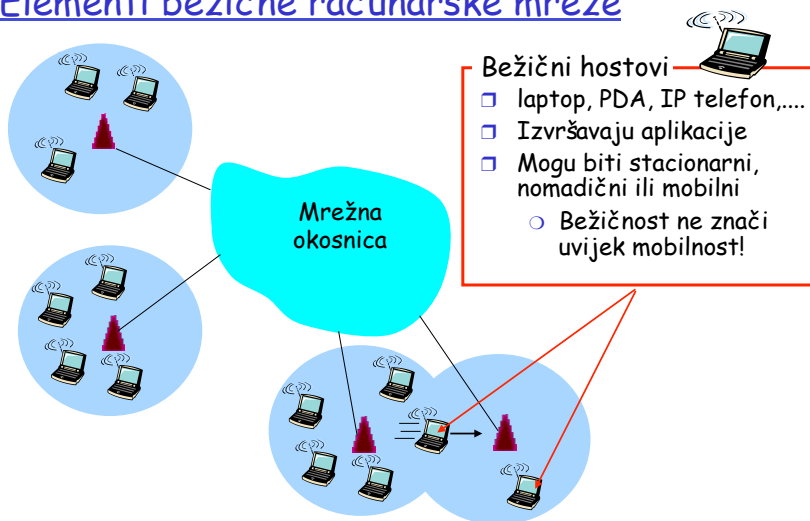 Elementi bežične računarske mreže
Bežični hostovi
laptop, PDA, IP telefon,....
Izvršavaju aplikacije
Mogu biti stacionarni,
nomadični ili mobilni
Bežičnost ne znači
uvijek mobilnost!
Mrežna
okosnica